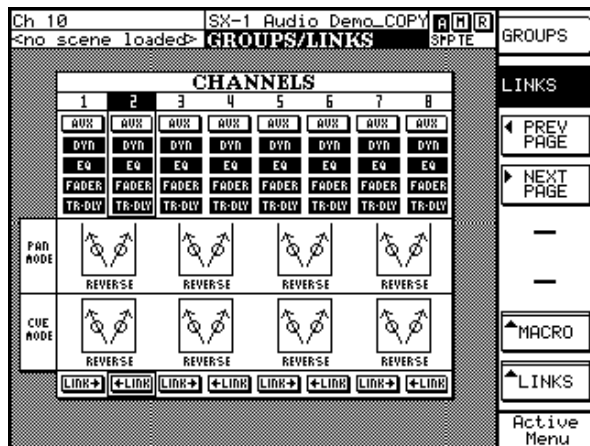 Ch 10 SX-1 Audio Demo_COPY A M R
<no scene loaded> GROUPS/LINKS SMPTE
GROUPS
LINKS
PREV
PAGE
NEXT
PAGE
MACRO
LINKS
Active
Menu
CHANNELS
1 2 3 4 5 6 7 8
AUX AUX AUX AUX AUX AUX AUX AUX
DYN DYN DYN DYN DYN DYN DYN DYN
EQ EQ EQ EQ EQ EQ EQ EQ
FADER FADER FADER FADER FADER FADER FADER FADER
TR-DLY TR-DLY TR-DLY TR-DLY TR-DLY TR-DLY TR-DLY TR-DLY
PAN
MODE
REVERSE REVERSE REVERSE REVERSE
CUE
MODE
REVERSE REVERSE REVERSE REVERSE
LINK→ ←LINK LINK→ ←LINK LINK→ ←LINK LINK→ ←LINK